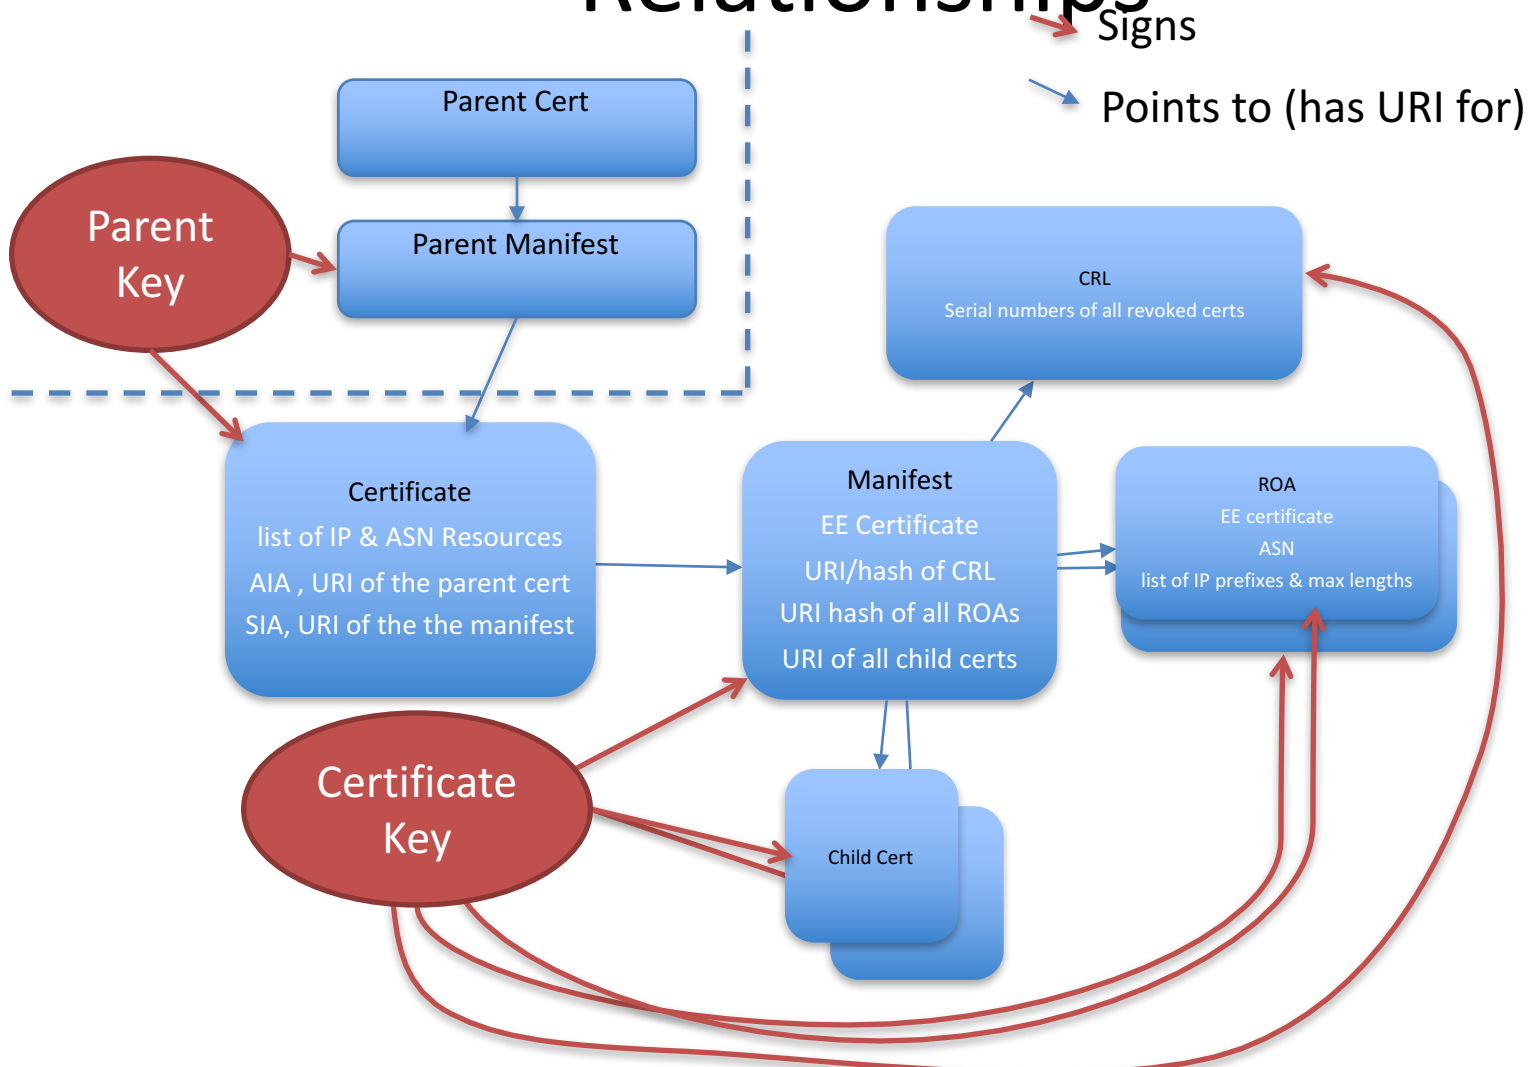 Relationships
Signs
Points to (has URI for)
Parent Cert
Parent Manifest
Parent
Key
CRL
Serial numbers of all revoked certs
Certificate
list of IP & ASN Resources
AIA , URI of the parent cert
SIA, URI of the the manifest
Manifest
EE Certificate
URI/hash of CRL
URI hash of all ROAs
URI of all child certs
ROA
EE certificate
ASN
list of IP prefixes & max lengths
Certificate
Key
Child Cert